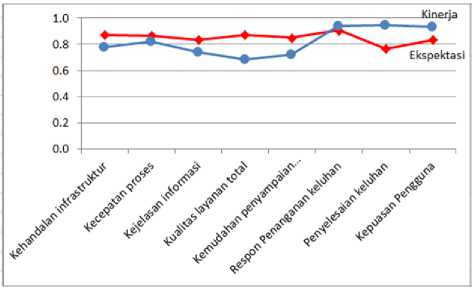 1.0
0.8
0.6
0.4
0.2
0.0
Kinerja
Ekspektasi
Kehandalan infrastruktur
Kecepatan proses
Kejelasan informasi
Kualitas layanan total
Kemudahan penyampaian...
Respon Penanganan keluhan
Penyelesaian keluhan
Kepuasan Pengguna